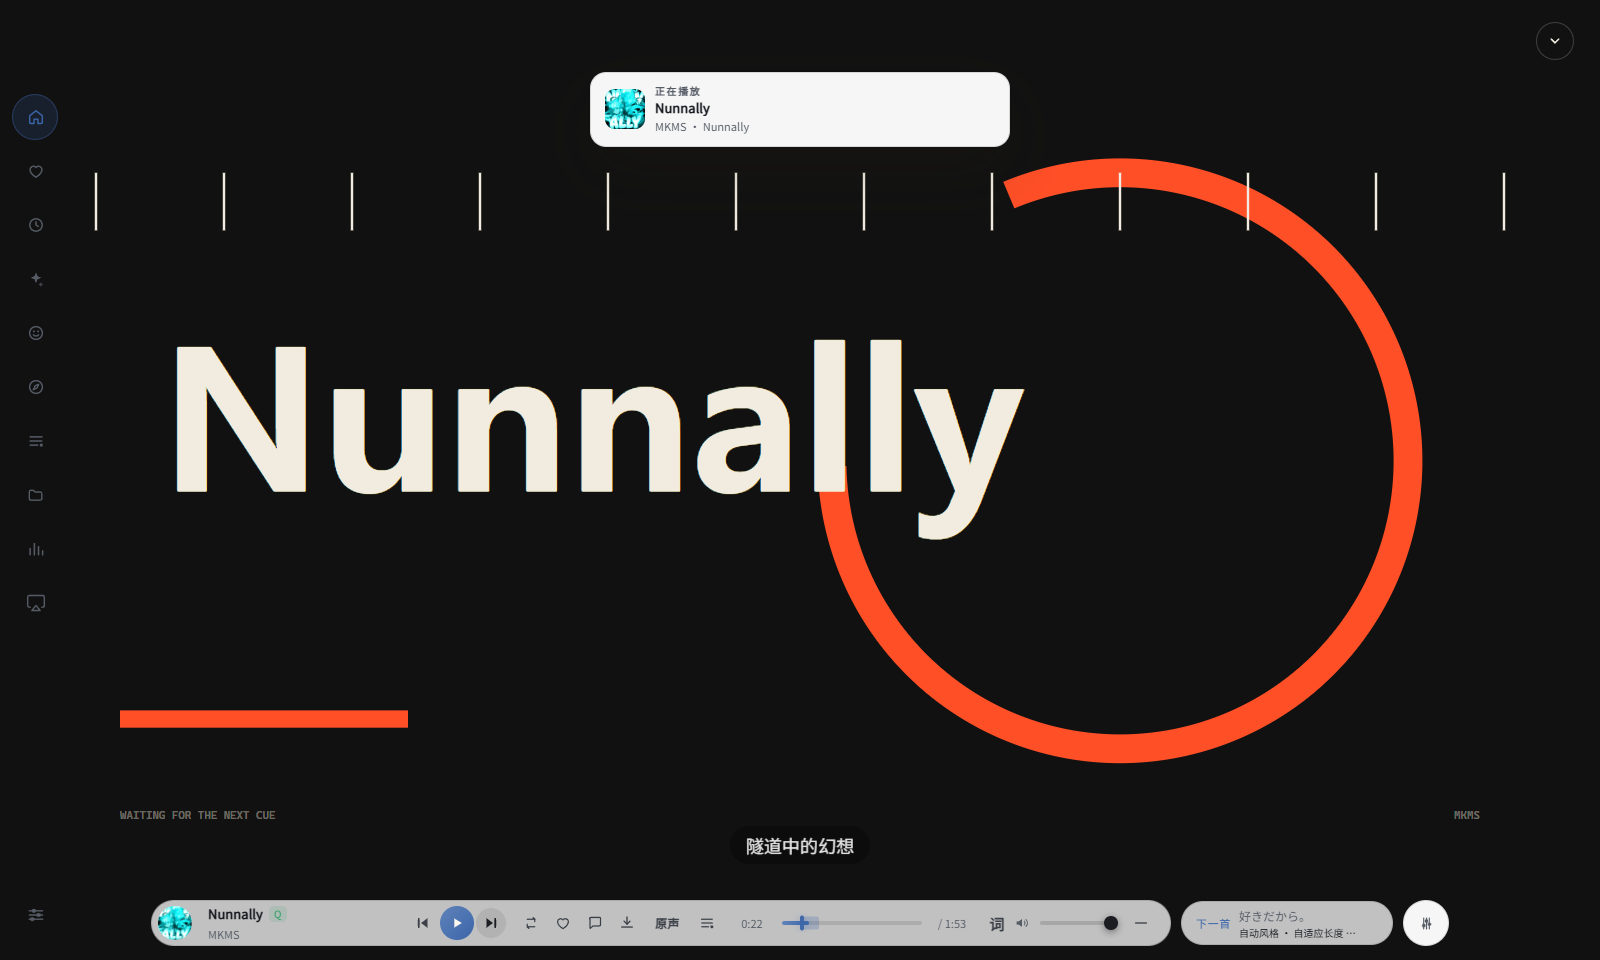 正在播放
Nunnally
MKMS • Nunnally
ALLY
Nunnally
WAITING FOR THE NEXT CUE
MKMS
隧道中的幻想
Nunnally Q
MKMS
原声
0:22
/ 1:53
词
下一首
好きだから。
自动风格 • 自适应长度 ···